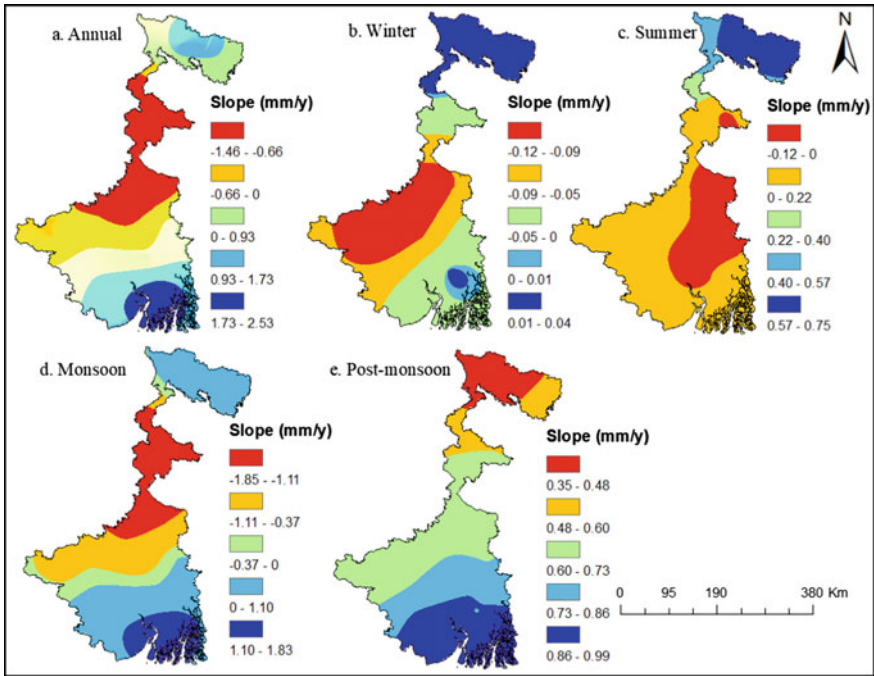 a. Annual
Slope (mm/y)
-1.46 - -0.66
-0.66 - 0
0 - 0.93
0.93 - 1.73
1.73 - 2.53
b. Winter
Slope (mm/y)
-0.12 - -0.09
-0.09 - -0.05
-0.05 - 0
0 - 0.01
0.01 - 0.04
c. Summer
N
Slope (mm/y)
-0.12 - 0
0 - 0.22
0.22 - 0.40
0.40 - 0.57
0.57 - 0.75
d. Monsoon
Slope (mm/y)
-1.85 - -1.11
-1.11 - -0.37
-0.37 - 0
0 - 1.10
1.10 - 1.83
e. Post-monsoon
Slope (mm/y)
0.35 - 0.48
0.48 - 0.60
0.60 - 0.73
0.73 - 0.86
0.86 - 0.99
0 95 190 380 Km